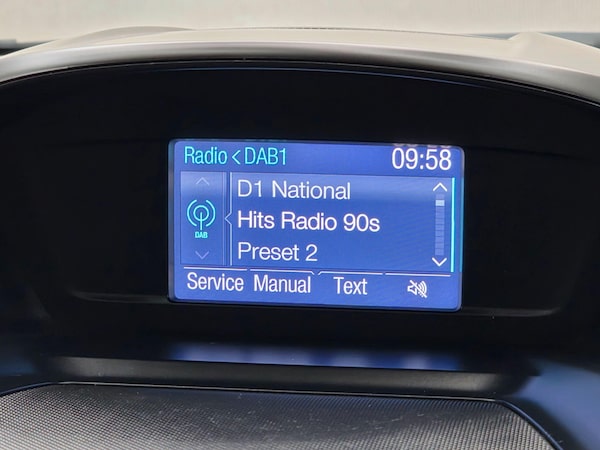 Radio < DAB1
09:58
D1 National
Hits Radio 90s
Preset 2
DAB
Service Manual Text